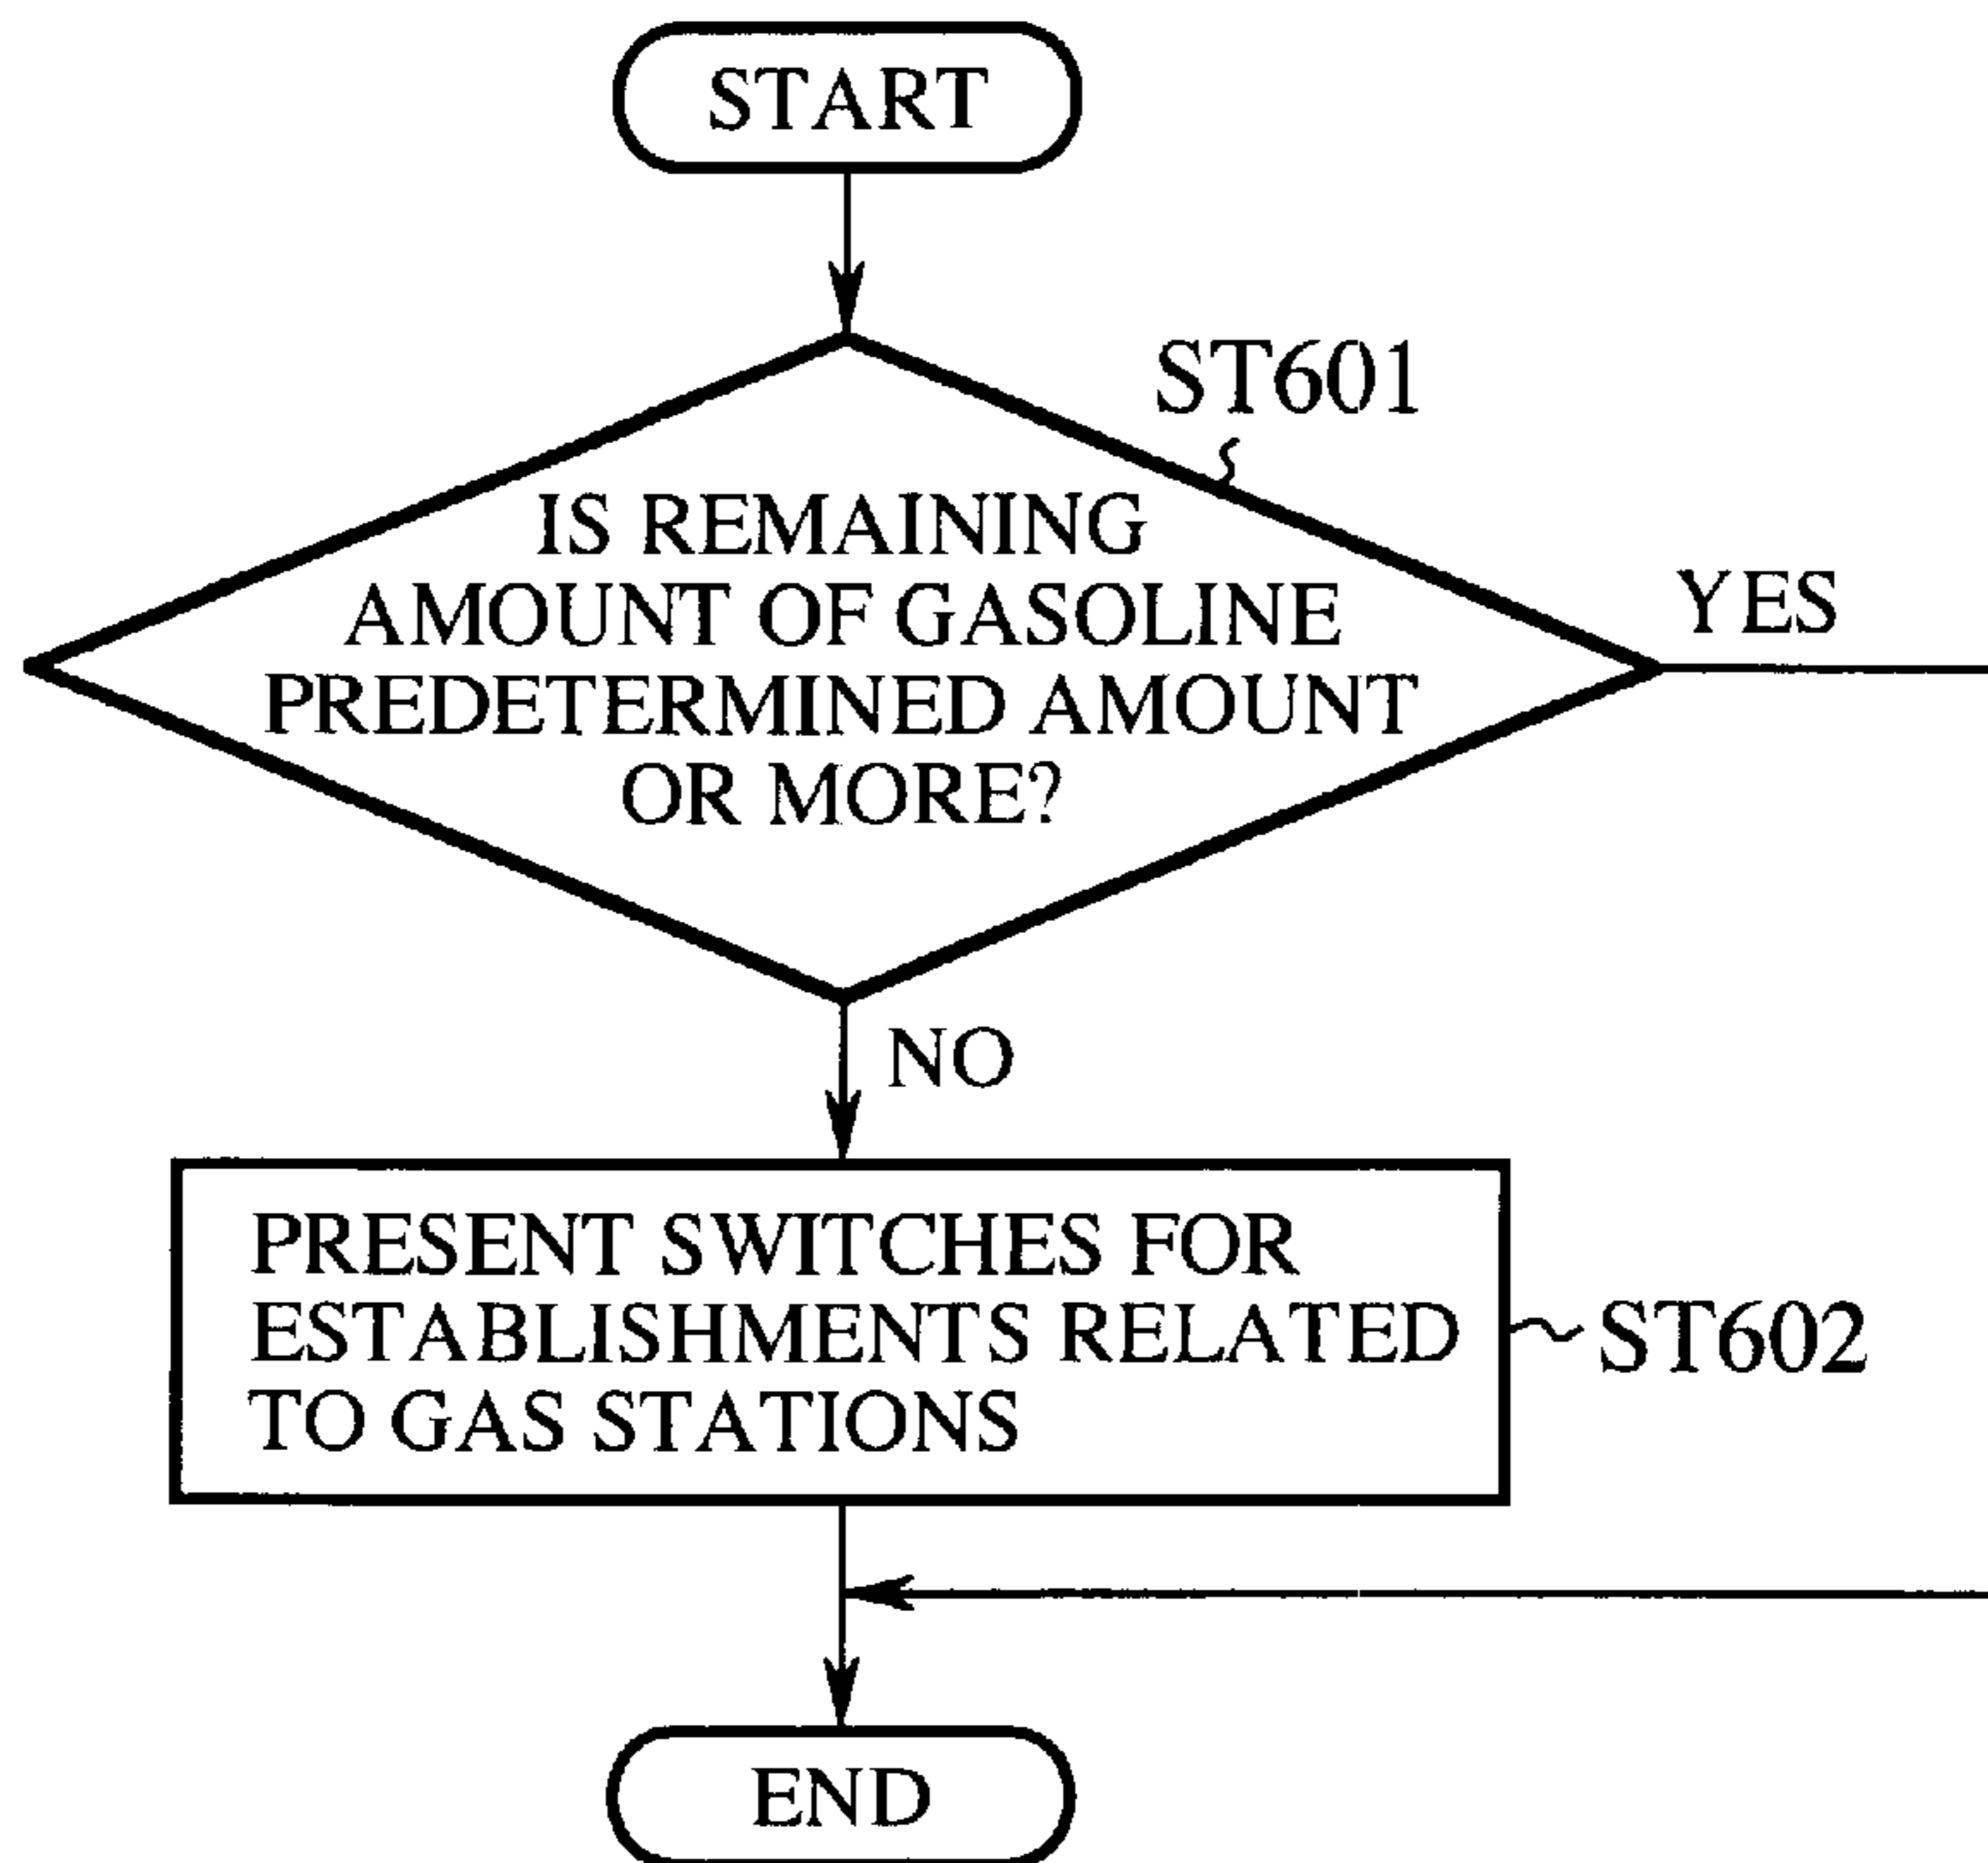 START
ST601
IS REMAINING
AMOUNT OF GASOLINE
PREDETERMINED AMOUNT
OR MORE?
YES
NO
PRESENT SWITCHES FOR
ESTABLISHMENTS RELATED
TO GAS STATIONS
ST602
END